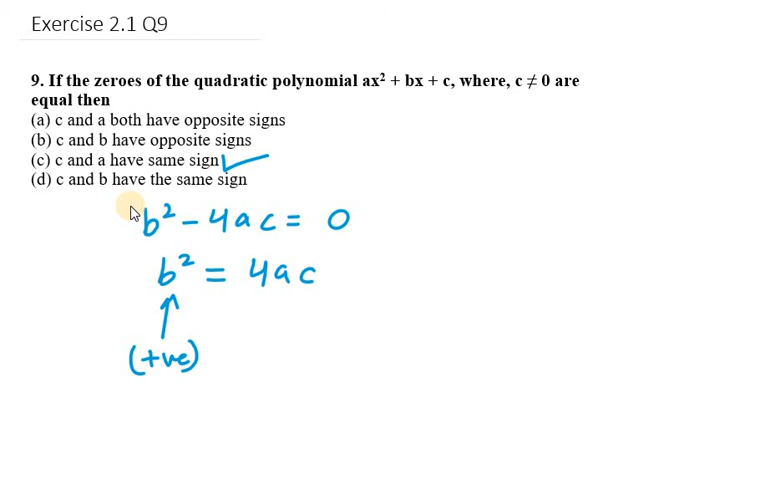 Exercise 2.1 Q9
9. If the zeroes of the quadratic polynomial ax² + bx + c, where, c ≠ 0 are
equal then
(a) c and a both have opposite signs
(b) c and b have opposite signs
(c) c and a have same sign
(d) c and b have the same sign
b² - 4ac = 0
b² = 4ac
(+ve)